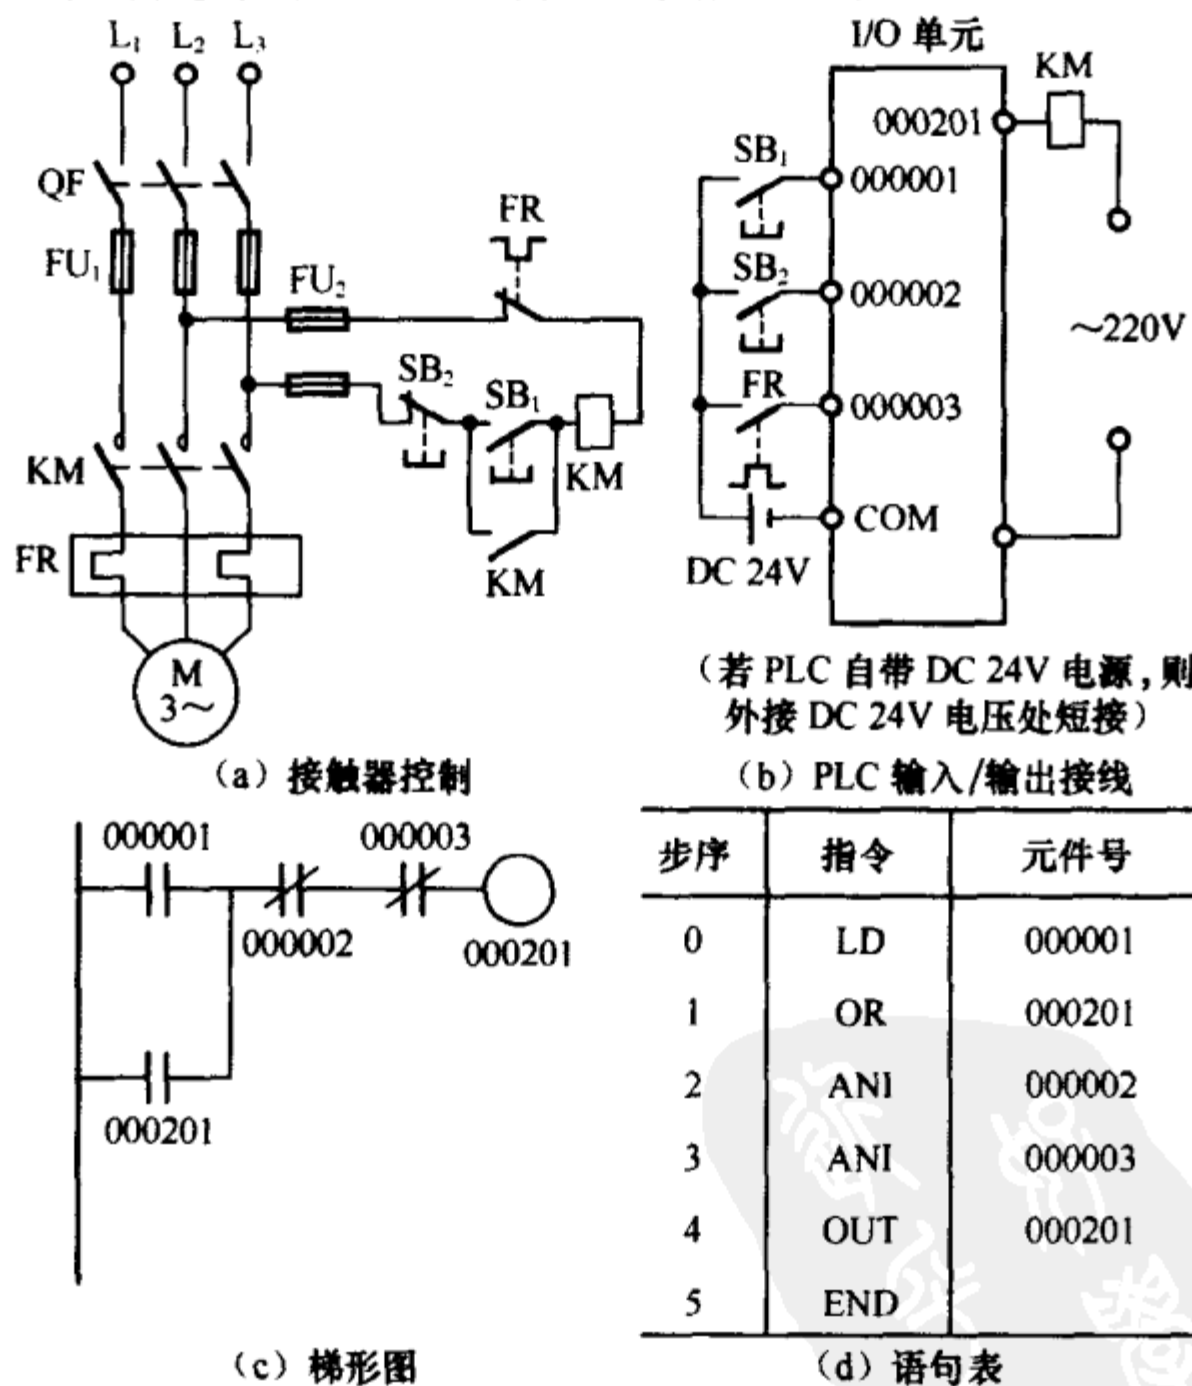 L₁ L₂ L₃
QF
FU₁
FU₂
FR
SB₂
SB₁
KM
KM
KM
FR
M
3～
(a) 接触器控制
I/O 单元
KM
000201
SB₁
000001
SB₂
000002
～220V
FR
000003
COM
DC 24V
(若 PLC 自带 DC 24V 电源,则
外接 DC 24V 电压处短接)
(b) PLC 输入/输出接线
000001 000003
000002 000201
000201
(c) 梯形图
步序 指令 元件号
0 LD 000001
1 OR 000201
2 ANI 000002
3 ANI 000003
4 OUT 000201
5 END
(d) 语句表